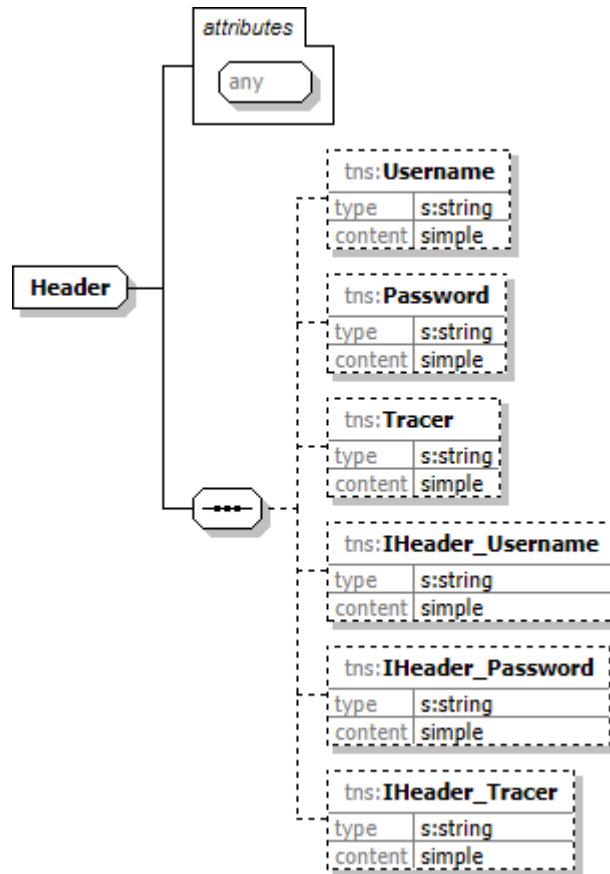 attributes
any
tns:Username
type s:string
content simple
Header
tns:Password
type s:string
content simple
tns:Tracer
type s:string
content simple
tns:IHeader_Username
type s:string
content simple
tns:IHeader_Password
type s:string
content simple
tns:IHeader_Tracer
type s:string
content simple